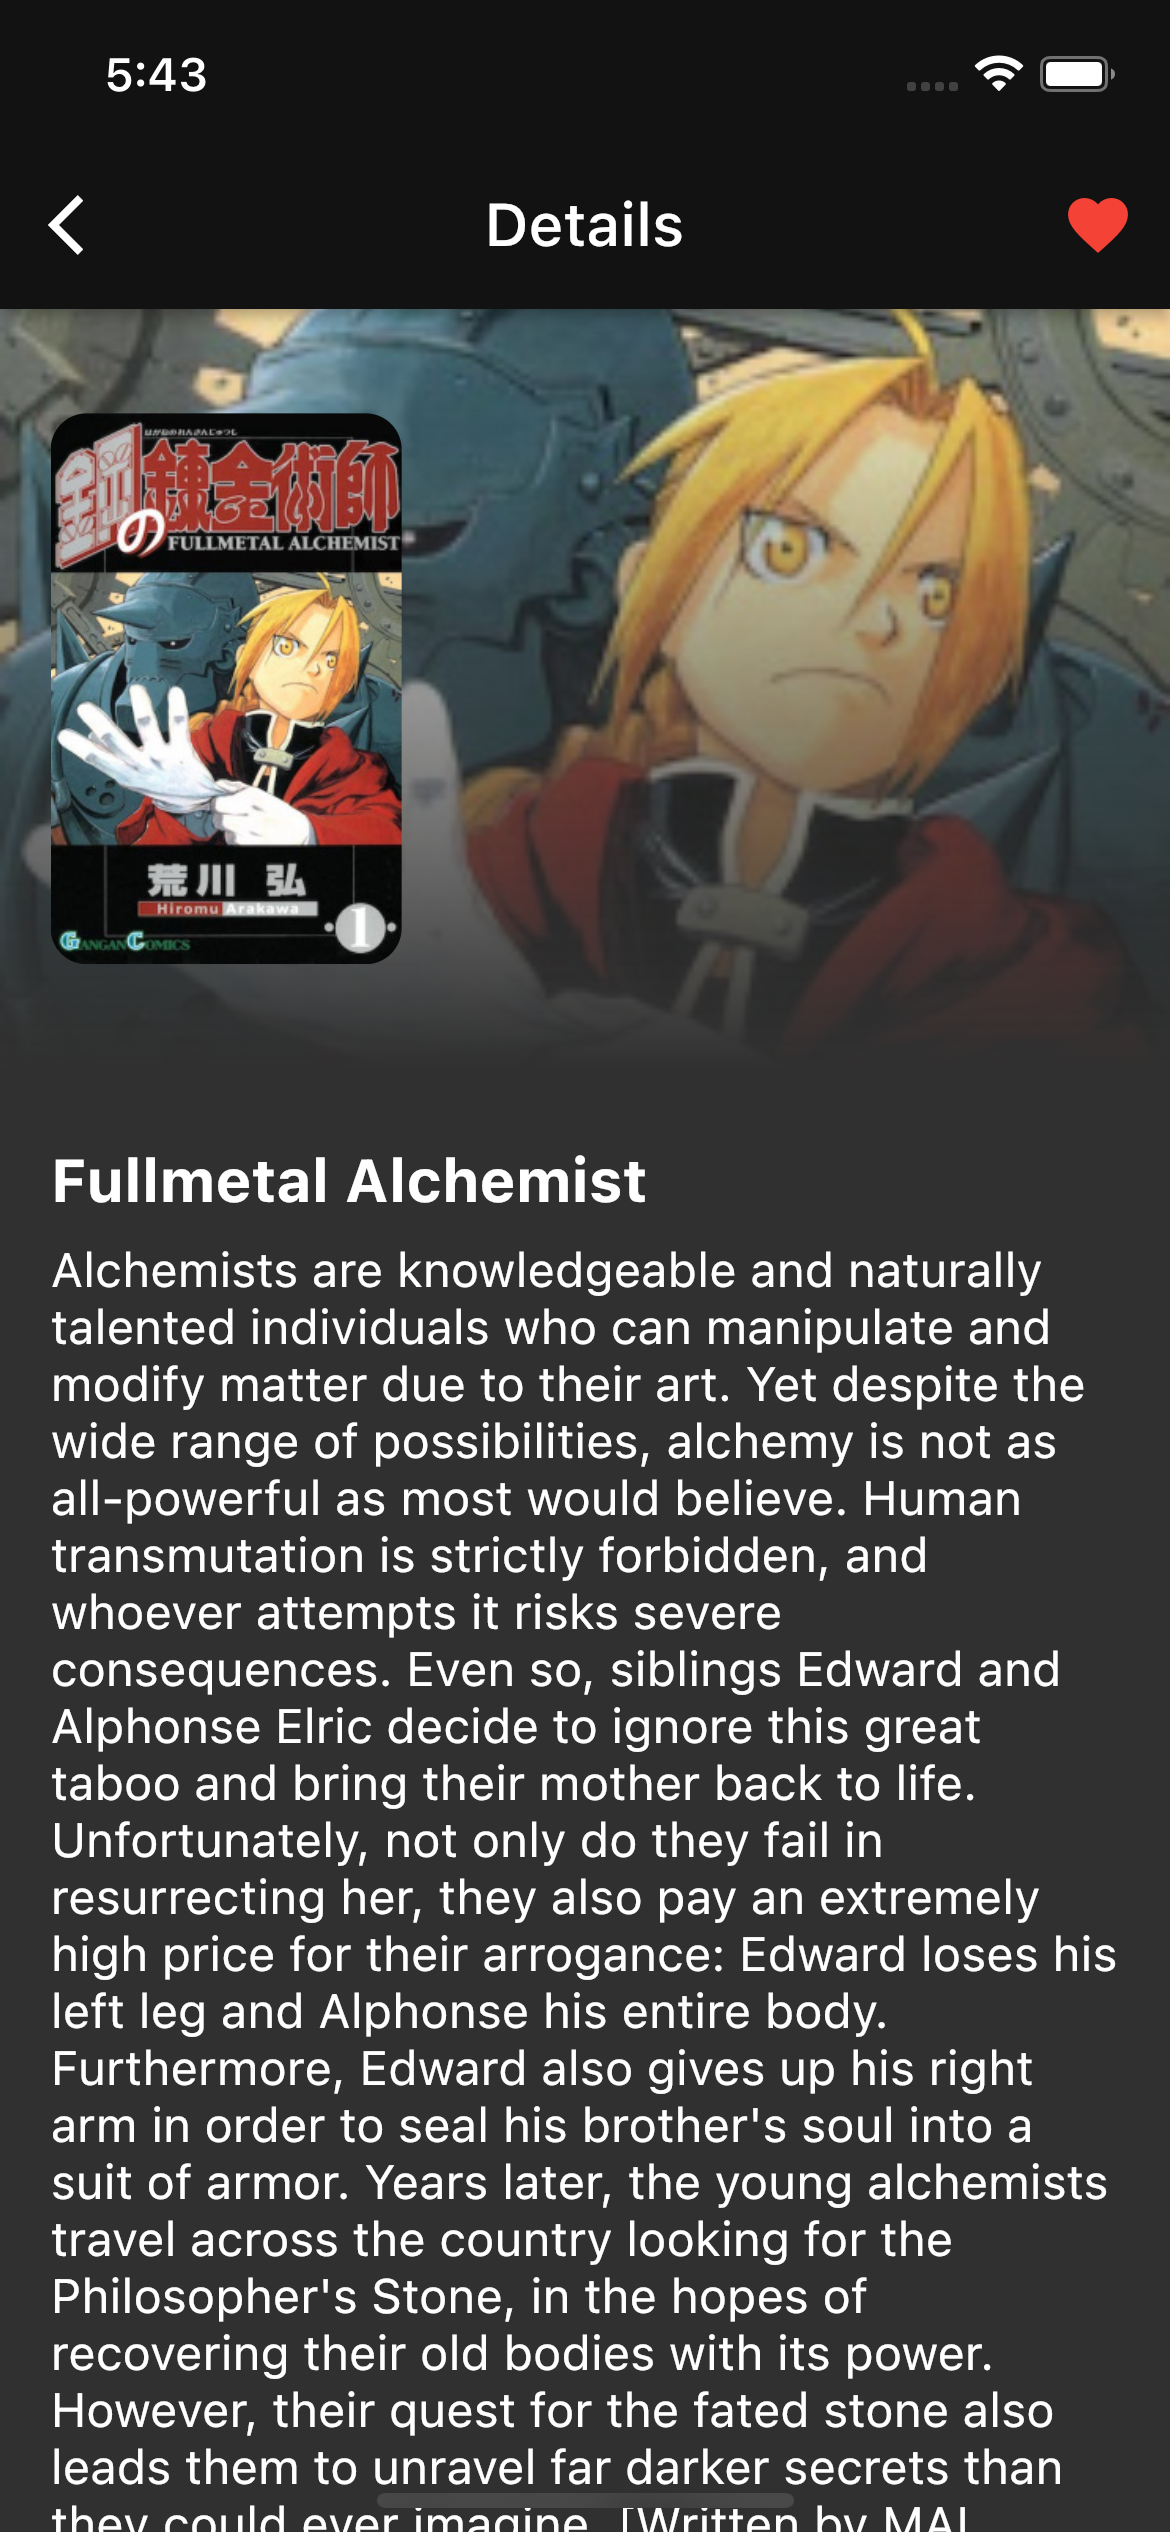 5:43
Details
はがねのれんきんじゅつし
鋼の錬金術師
FULLMETAL ALCHEMIST
荒川 弘
Hiromu Arakawa
GANGAN COMICS
1
Fullmetal Alchemist
Alchemists are knowledgeable and naturally
talented individuals who can manipulate and
modify matter due to their art. Yet despite the
wide range of possibilities, alchemy is not as
all-powerful as most would believe. Human
transmutation is strictly forbidden, and
whoever attempts it risks severe
consequences. Even so, siblings Edward and
Alphonse Elric decide to ignore this great
taboo and bring their mother back to life.
Unfortunately, not only do they fail in
resurrecting her, they also pay an extremely
high price for their arrogance: Edward loses his
left leg and Alphonse his entire body.
Furthermore, Edward also gives up his right
arm in order to seal his brother's soul into a
suit of armor. Years later, the young alchemists
travel across the country looking for the
Philosopher's Stone, in the hopes of
recovering their old bodies with its power.
However, their quest for the fated stone also
leads them to unravel far darker secrets than
they could ever imagine. [Written by MAL